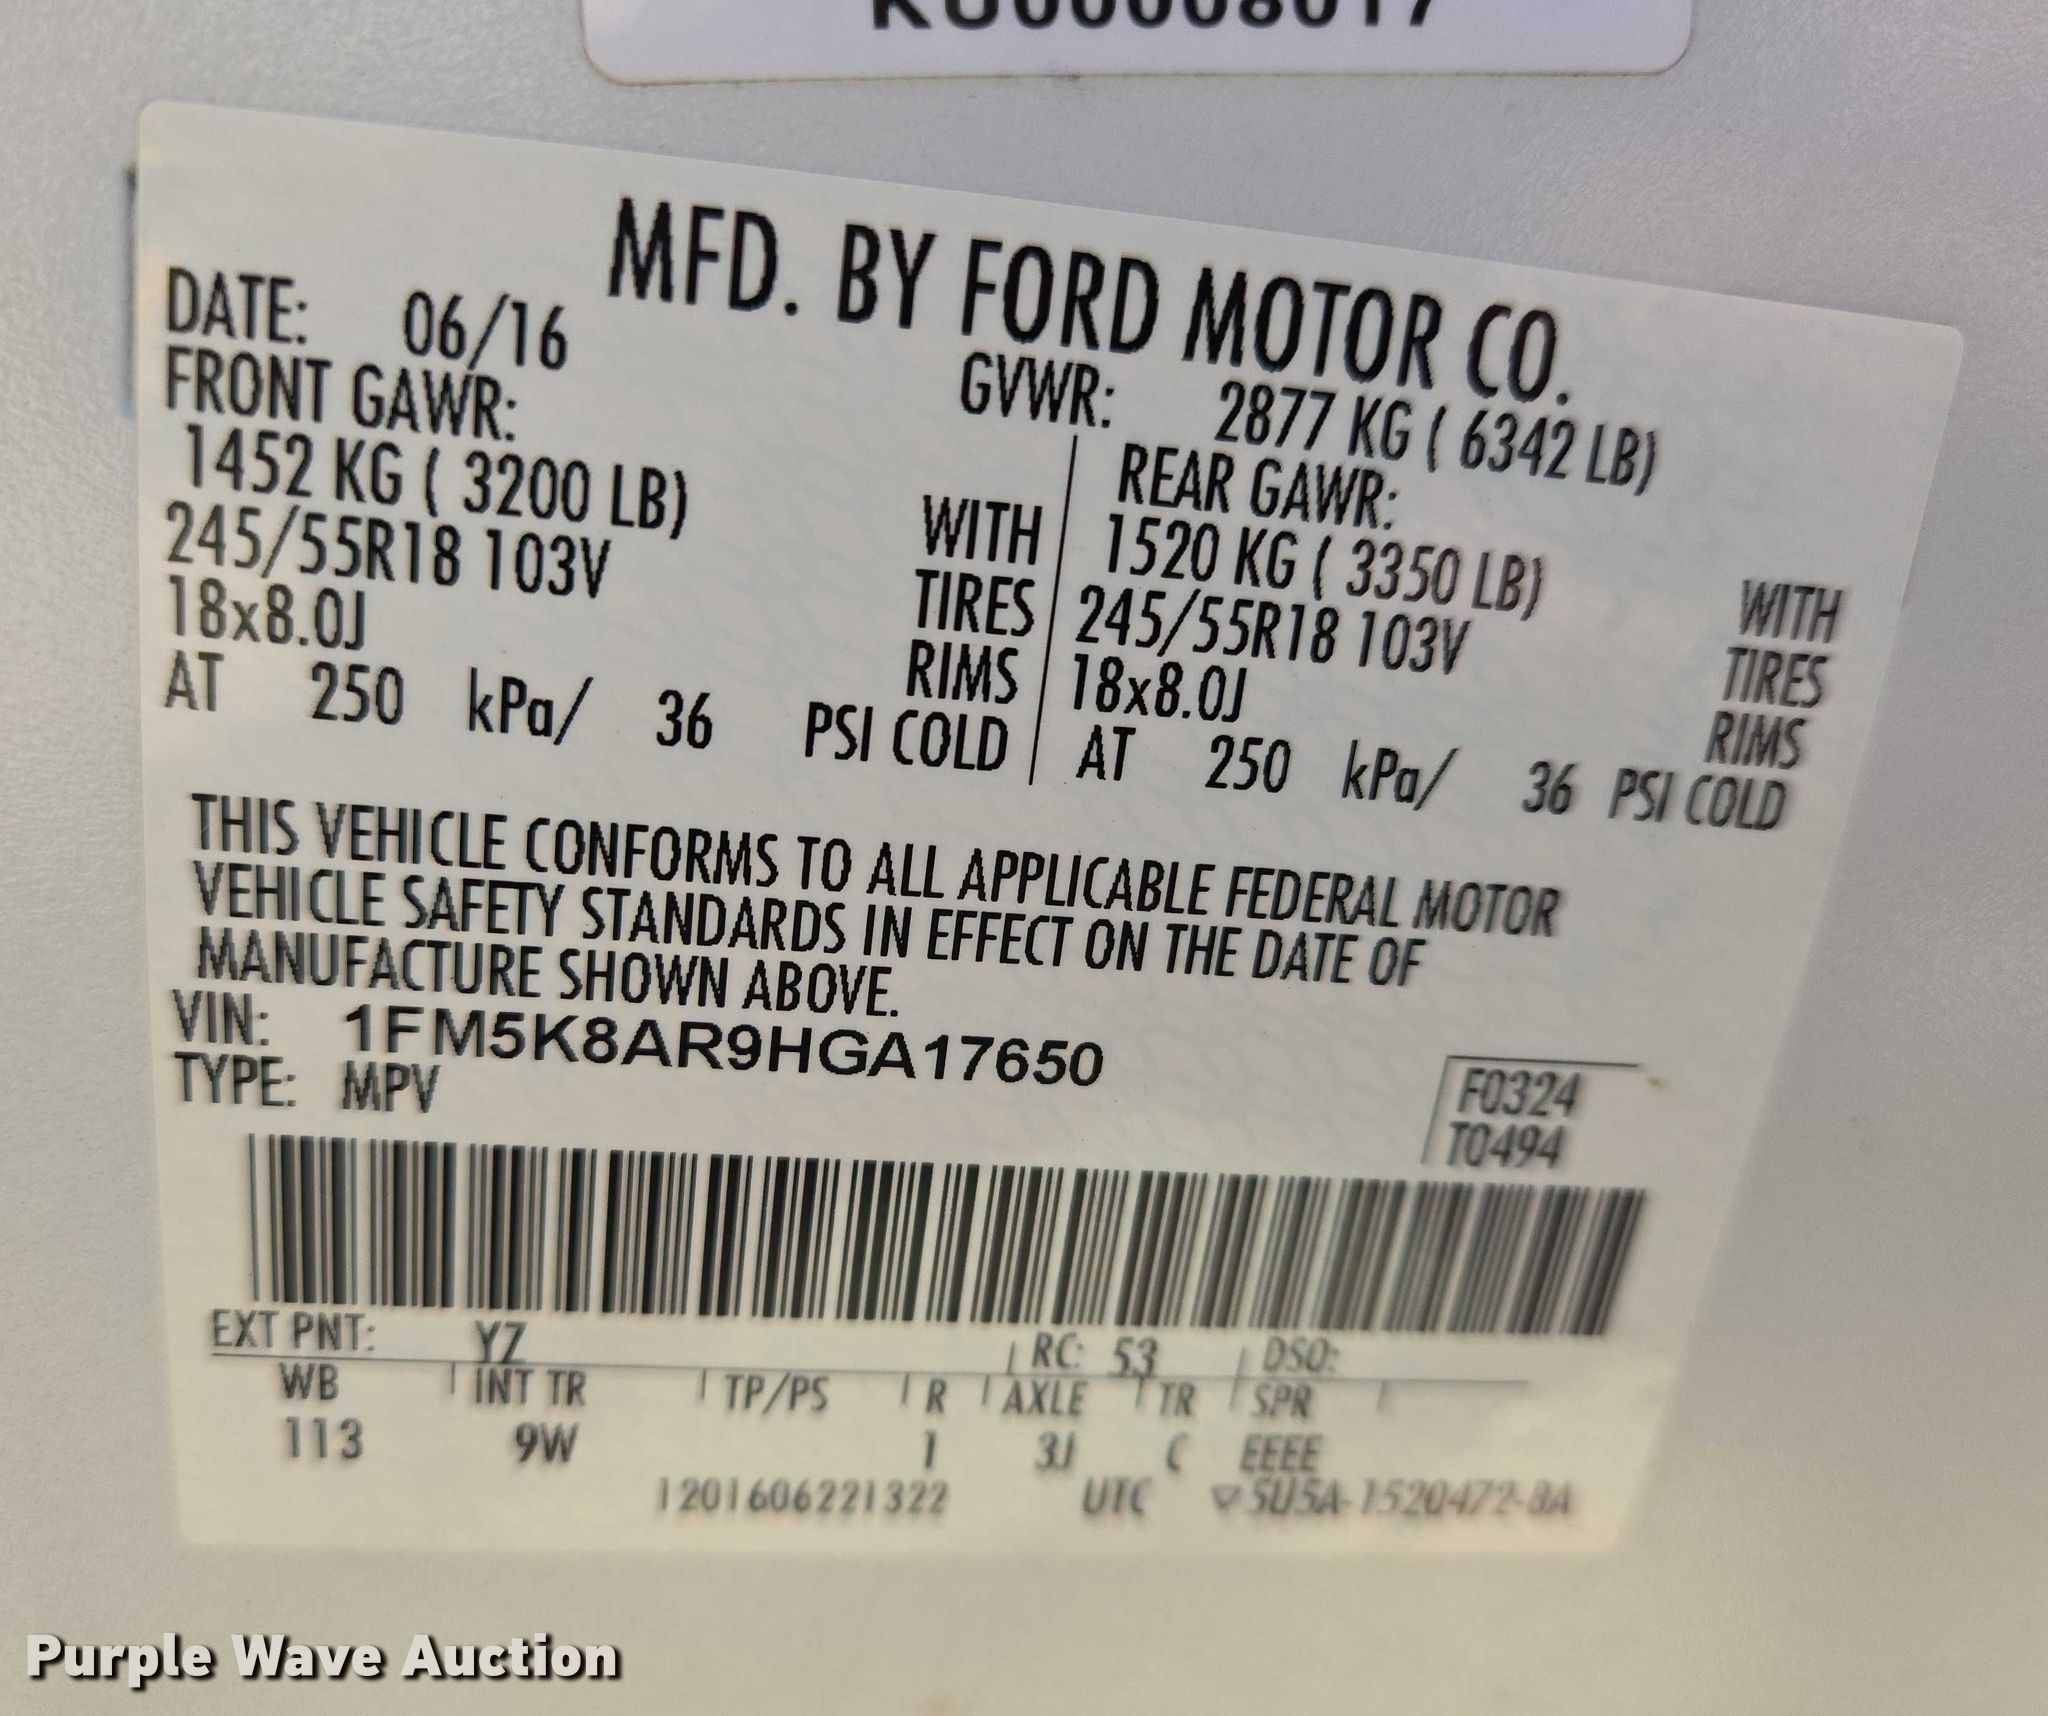 MFD. BY FORD MOTOR CO.
DATE: 06/16 GVWR: 2877 KG ( 6342 LB)
FRONT GAWR: REAR GAWR:
1452 KG ( 3200 LB) WITH 1520 KG ( 3350 LB) WITH
245/55R18 103V TIRES 245/55R18 103V TIRES
18x8.0J RIMS 18x8.0J RIMS
AT 250 kPa/ 36 PSI COLD AT 250 kPa/ 36 PSI COLD
THIS VEHICLE CONFORMS TO ALL APPLICABLE FEDERAL MOTOR
VEHICLE SAFETY STANDARDS IN EFFECT ON THE DATE OF
MANUFACTURE SHOWN ABOVE.
VIN: 1FM5K8AR9HGA17650
TYPE: MPV
F0324
T0494
EXT PNT: YZ RC: 53 DSO:
WB INT TR TP/PS R AXLE TR SPR
113 9W 1 3J C EEEE
1201606221322 UTC ▽5U5A-1520472-BA
Purple Wave Auction